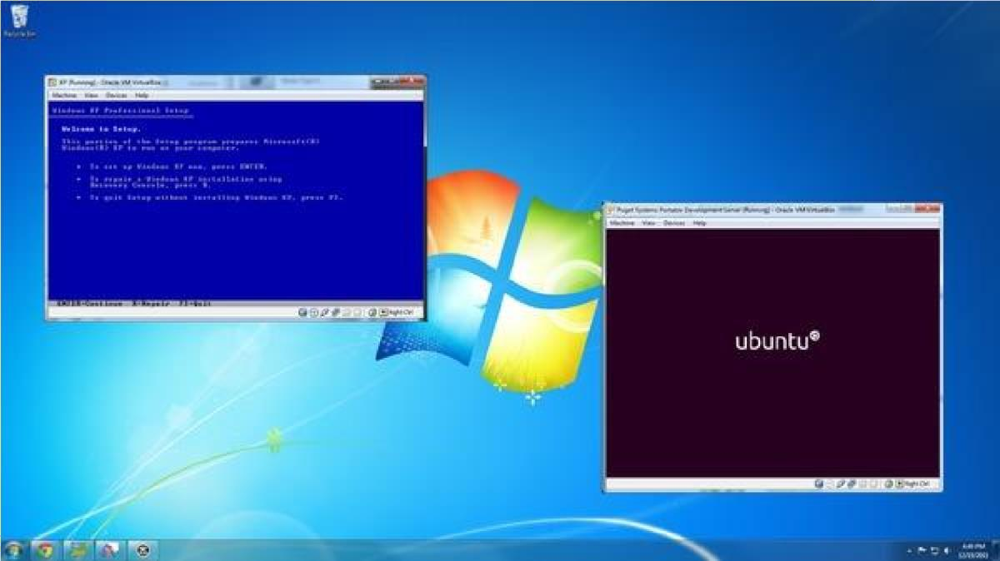 Recycle Bin
XP [Running] - Oracle VM VirtualBox
Machine View Devices Help
Windows XP Professional Setup
Welcome to Setup.
This portion of the Setup program prepares Microsoft(R)
Windows(R) XP to run on your computer.
• To set up Windows XP now, press ENTER.
• To repair a Windows XP installation using
Recovery Console, press R.
• To quit Setup without installing Windows XP, press F3.
ENTER=Continue R=Repair F3=Quit
Right Ctrl
Puget Systems Portable Development Server [Running] - Oracle VM VirtualBox
Machine View Devices Help
ubuntu®
Right Ctrl